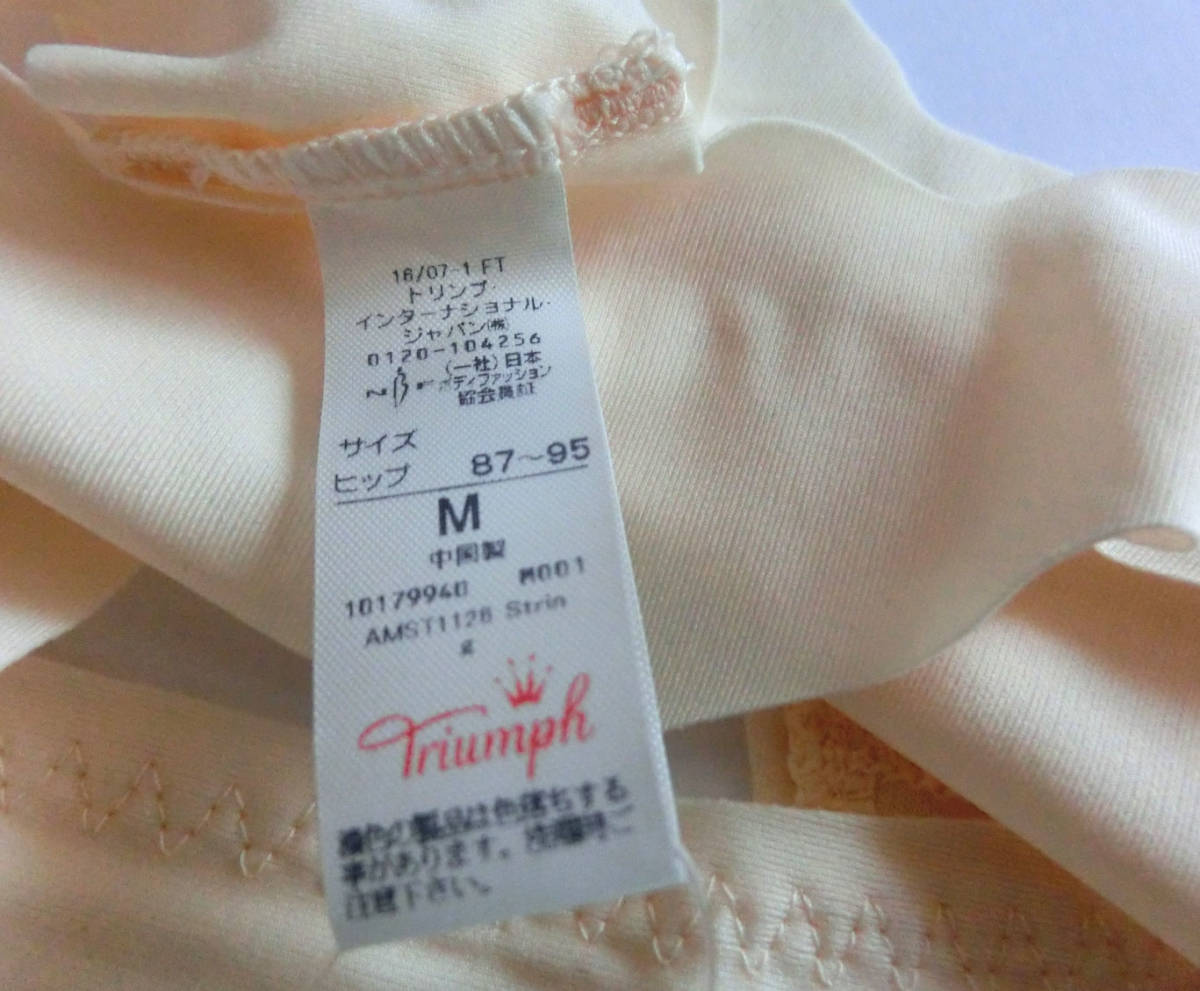 16/07-1 FT
トリンプ・
インターナショナル・
ジャパン㈱
0120-104256
(一社)日本
ボディファッション
協会員証
サイズ
ヒップ 87～95
M
中国製
10179940 M001
AMST1128 Strin
g
Triumph
濃色の製品は色落ちする
事があります。洗濯時ご
注意下さい。